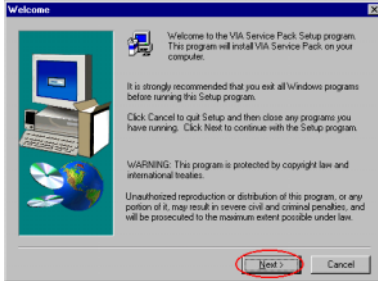 Welcome
Welcome to the VIA Service Pack Setup program.
This program will install VIA Service Pack on your
computer.
It is strongly recommended that you exit all Windows programs
before running this Setup program.
Click Cancel to quit Setup and then close any programs you
have running. Click Next to continue with the Setup program.
WARNING: This program is protected by copyright law and
international treaties.
Unauthorized reproduction or distribution of this program, or any
portion of it, may result in severe civil and criminal penalties, and
will be prosecuted to the maximum extent possible under law.
Next > Cancel